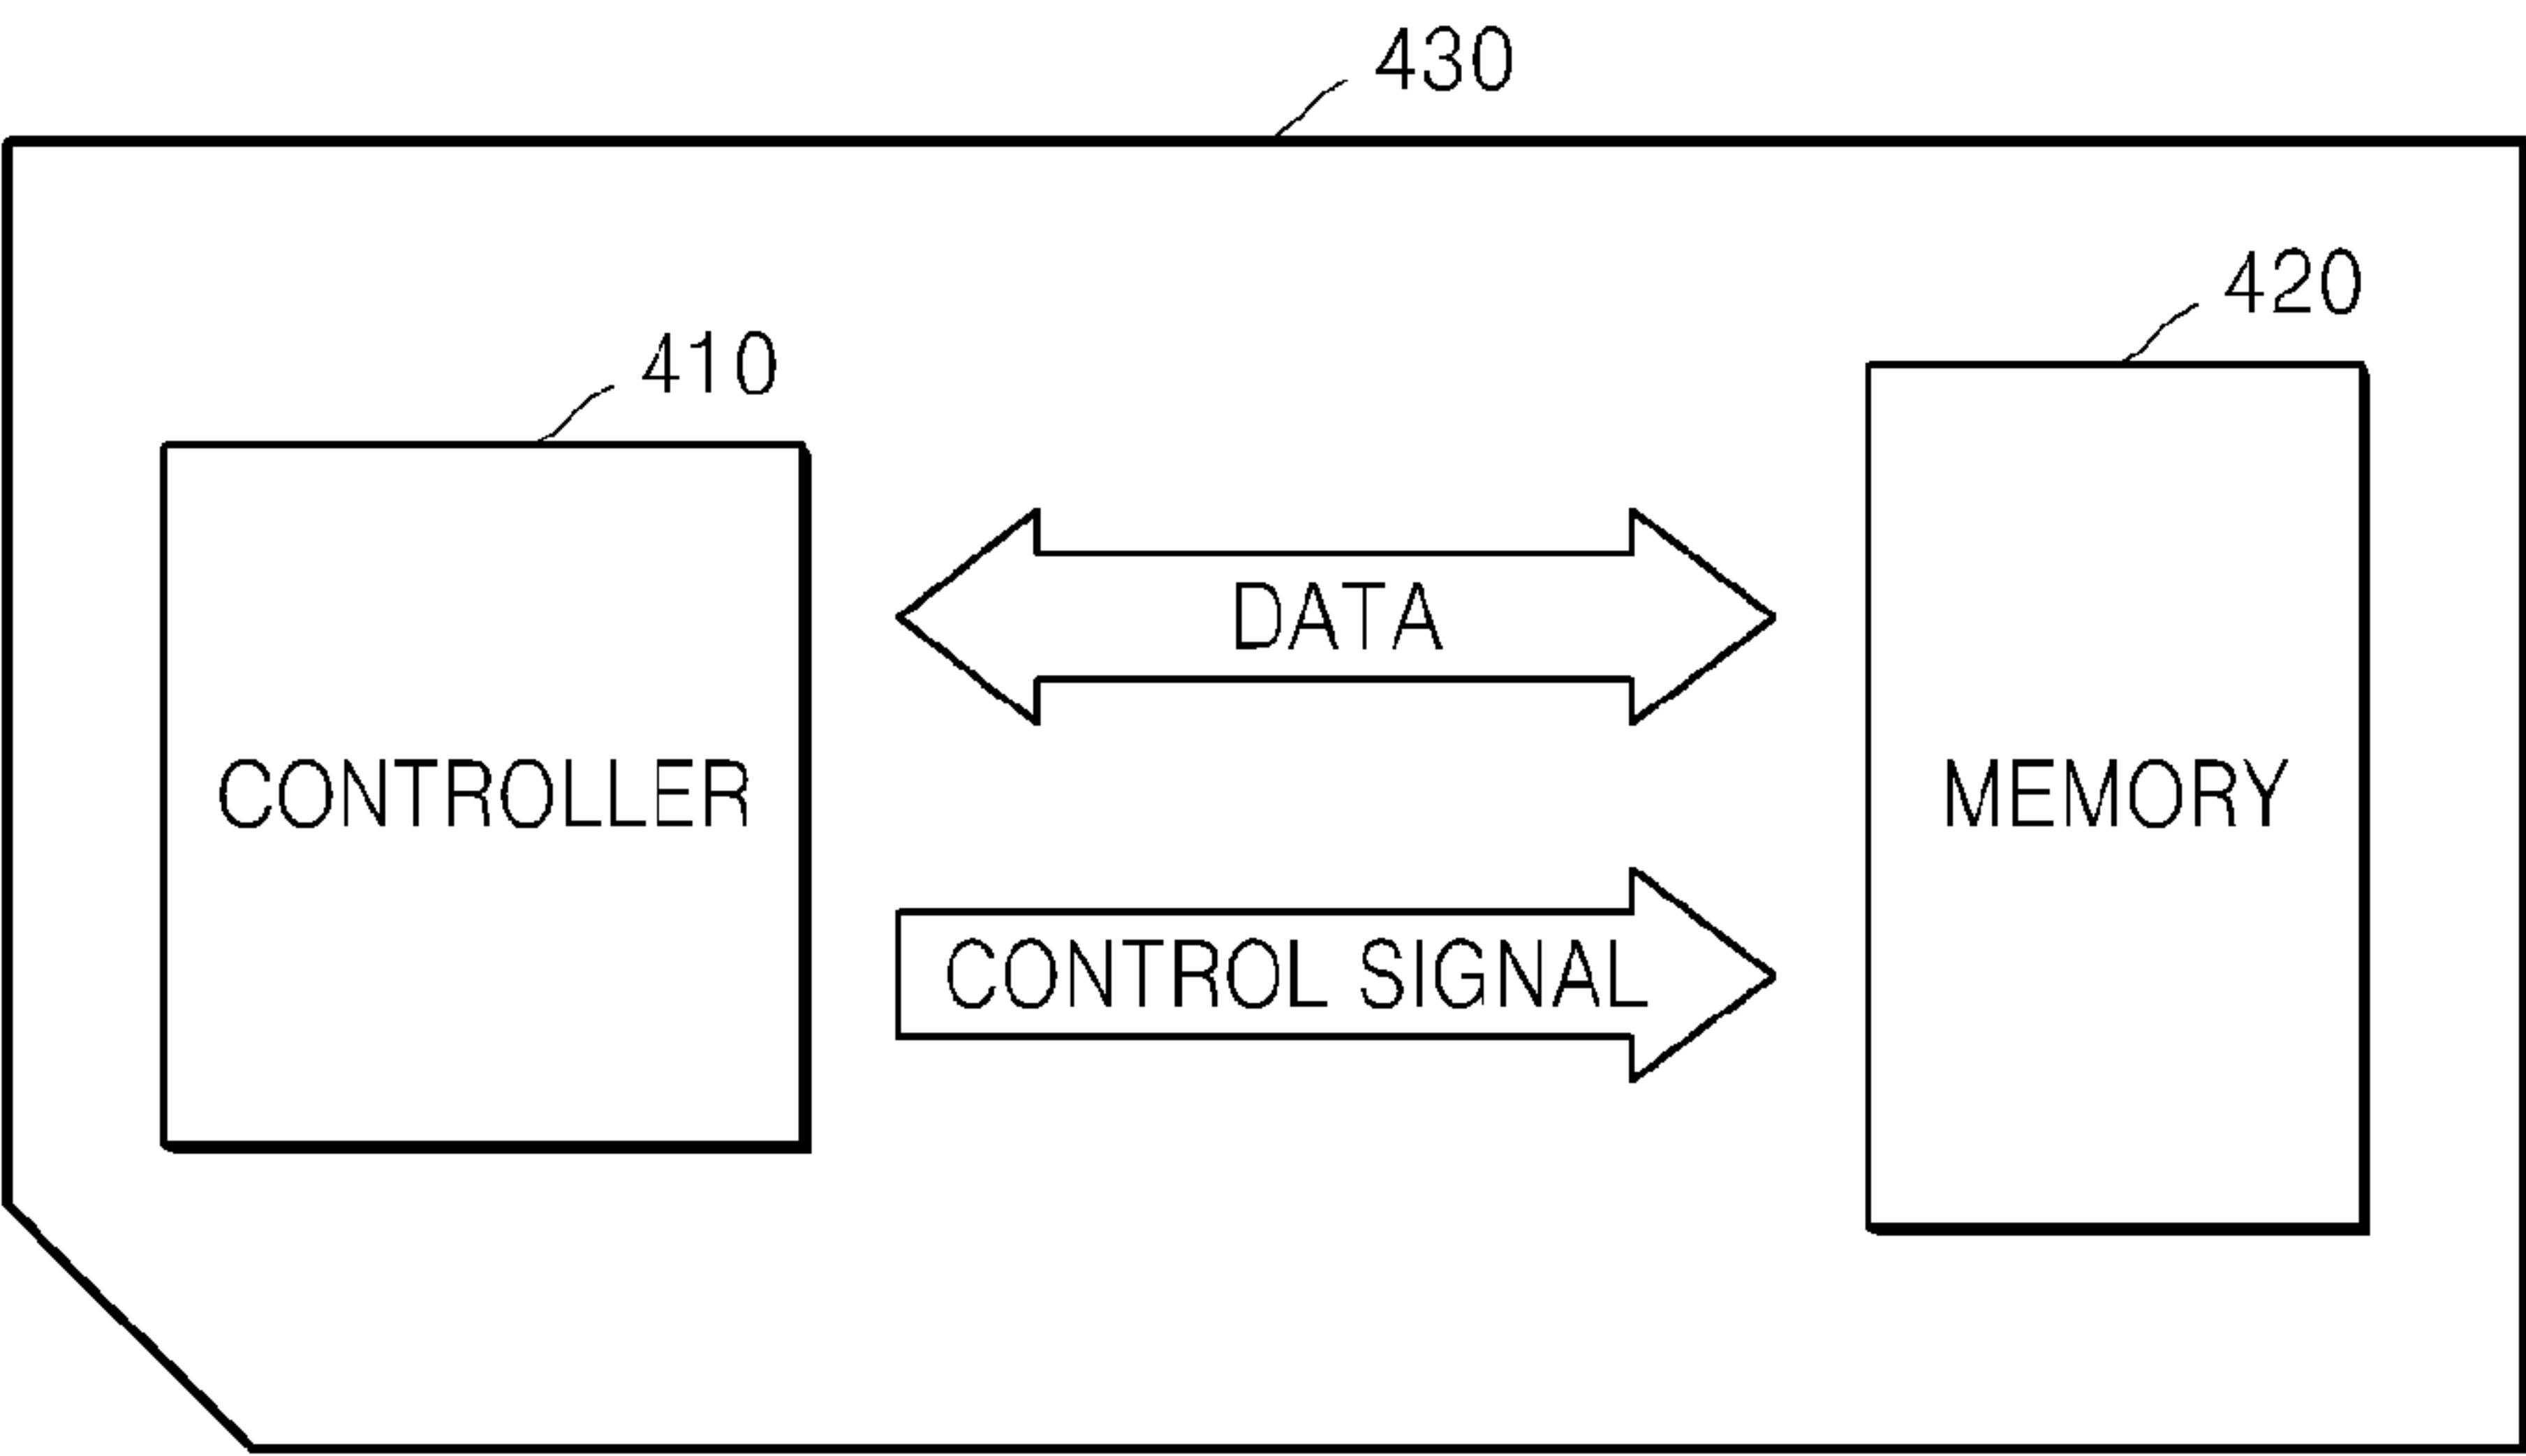 430
420
410
DATA
CONTROLLER
MEMORY
CONTROL SIGNAL